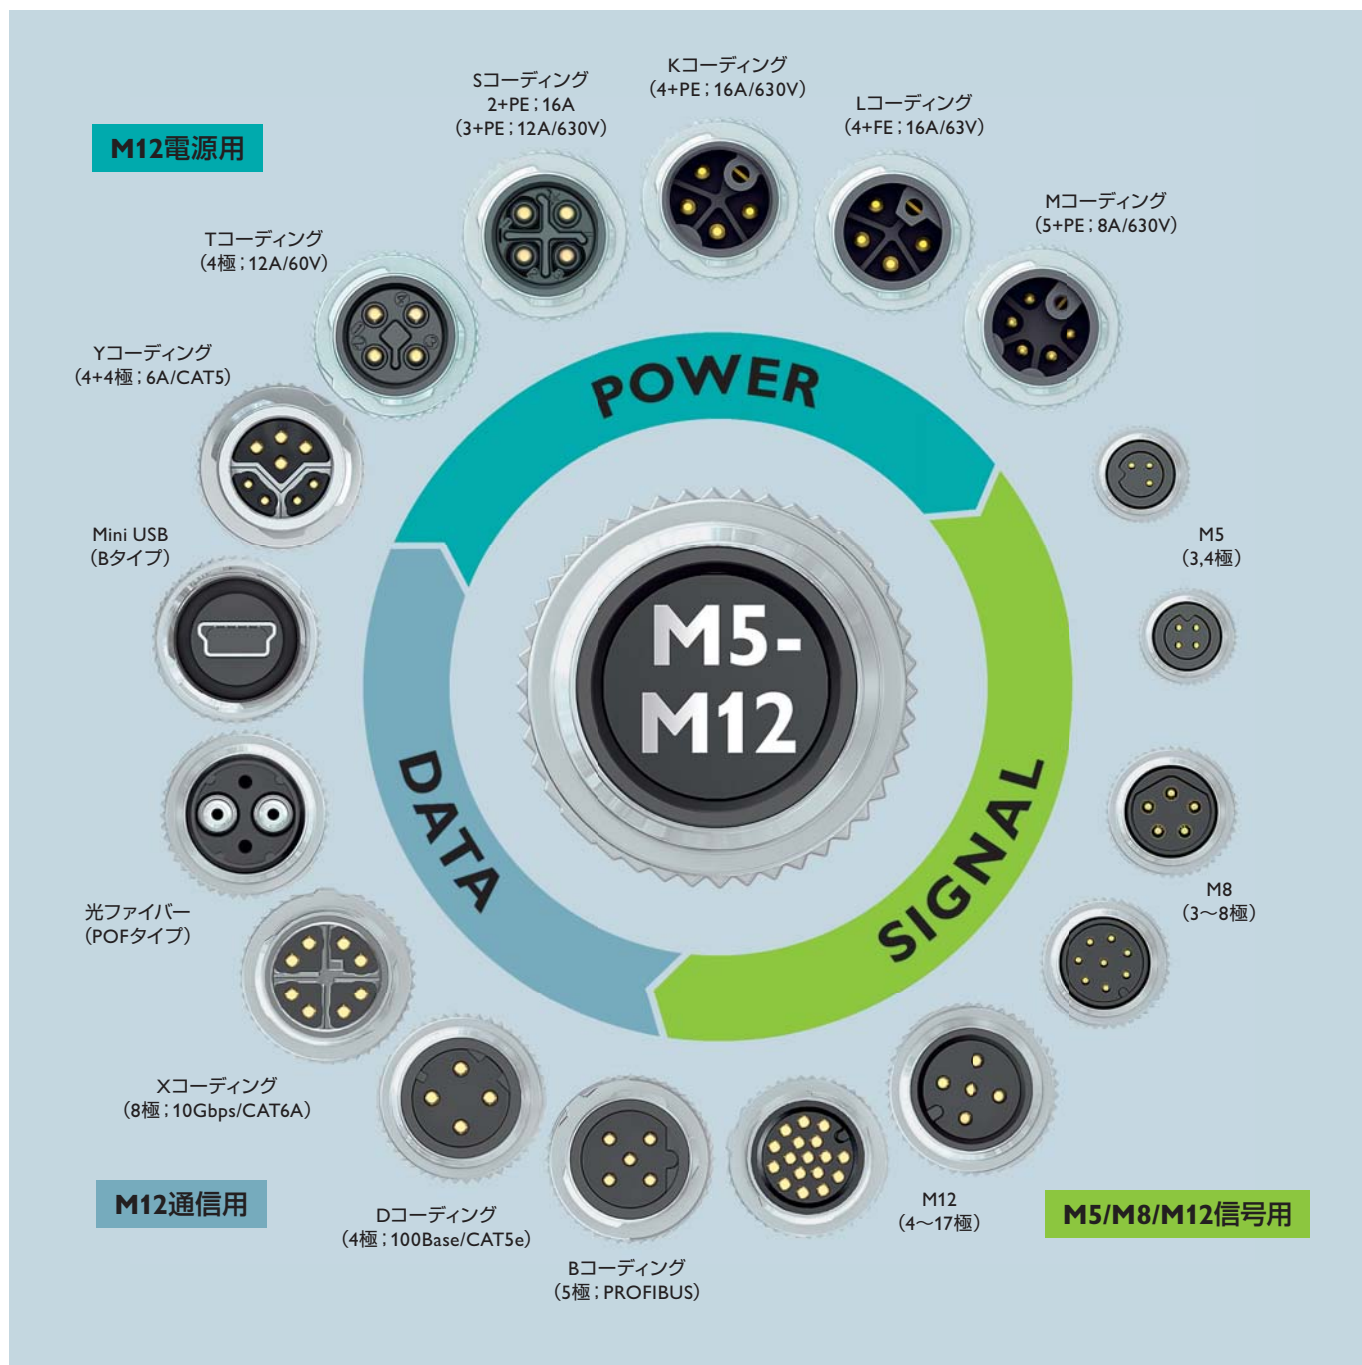 M12電源用
Sコーディング
2+PE；16A
(3+PE；12A/630V)
Kコーディング
(4+PE；16A/630V)
Lコーディング
(4+FE；16A/63V)
Mコーディング
(5+PE；8A/630V)
Tコーディング
(4極；12A/60V)
Yコーディング
(4+4極；6A/CAT5)
Mini USB
(Bタイプ)
光ファイバー
(POFタイプ)
Xコーディング
(8極；10Gbps/CAT6A)
Dコーディング
(4極；100Base/CAT5e)
Bコーディング
(5極；PROFIBUS)
M12
(4～17極)
M8
(3～8極)
M5
(3,4極)
POWER
DATA
SIGNAL
M5-
M12
M12通信用
M5/M8/M12信号用